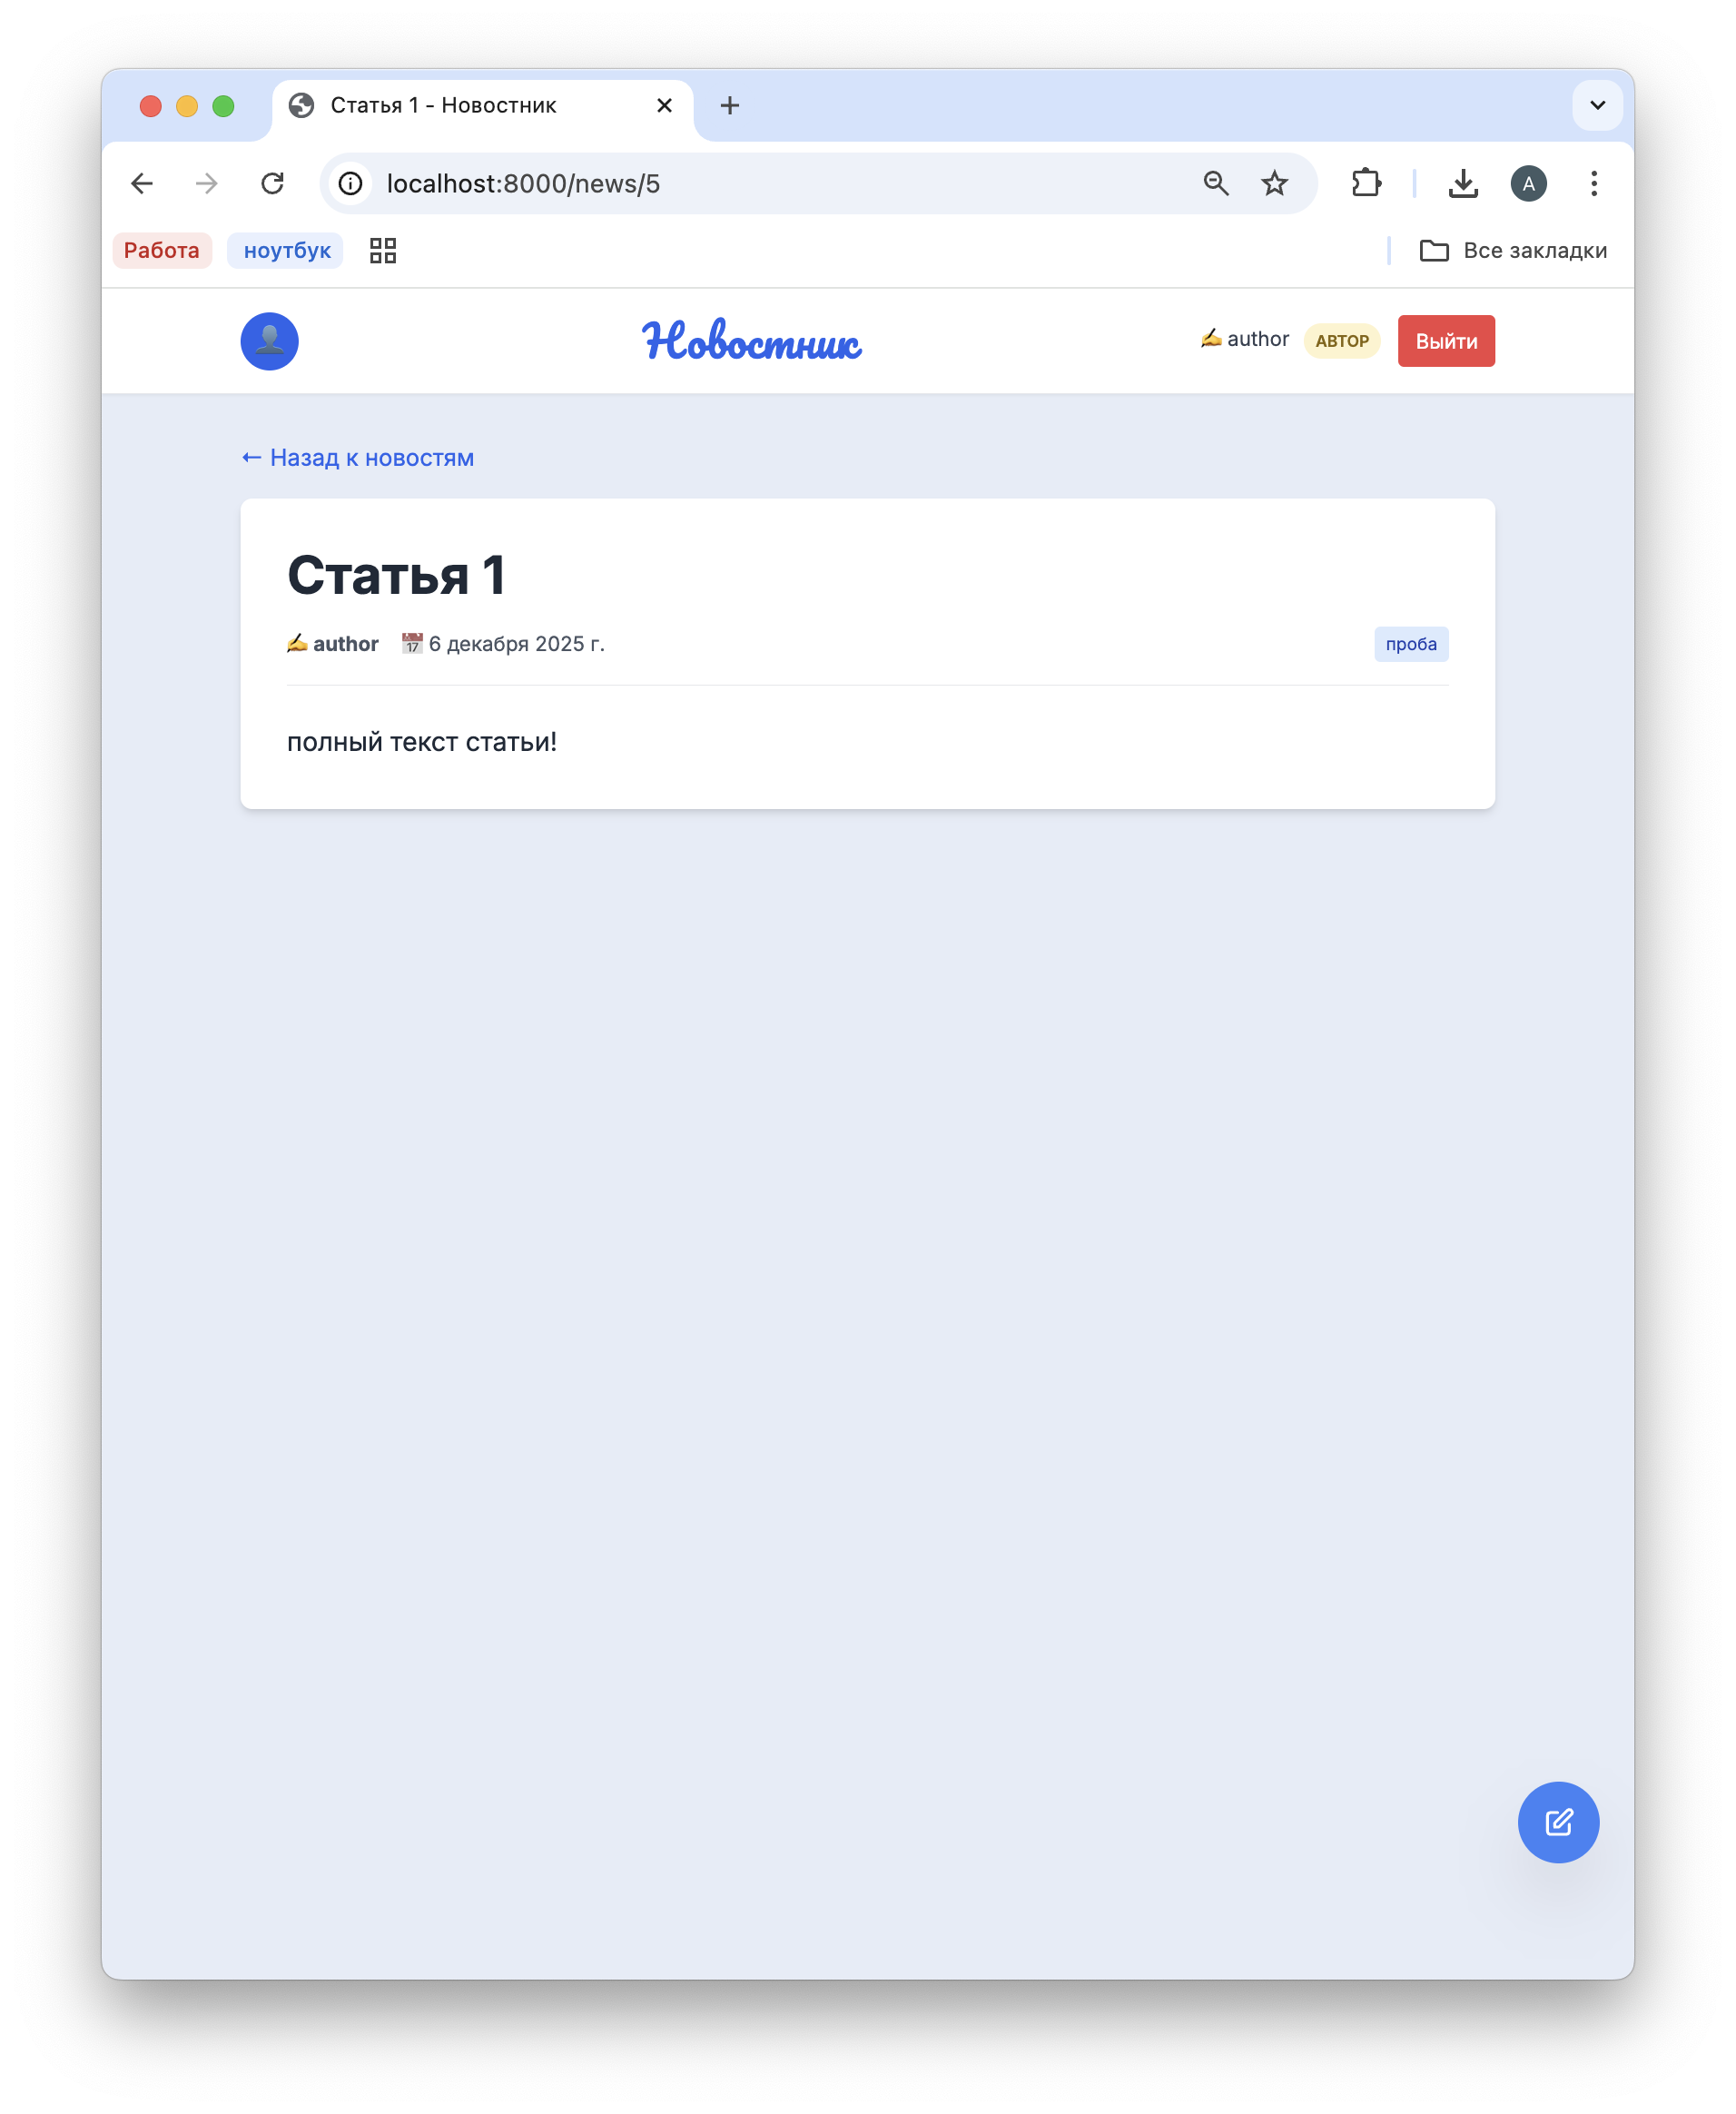 Статья 1 - Новостник
localhost:8000/news/5
A
Работа ноутбук Все закладки
Новостник
✍️ author АВТОР Выйти
← Назад к новостям
Статья 1
✍️ author 📅 6 декабря 2025 г. проба
полный текст статьи!